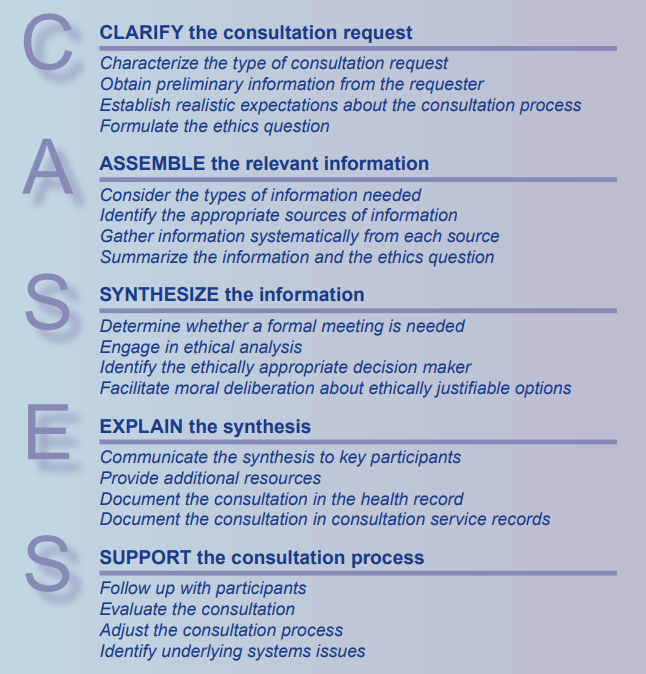 C
CLARIFY the consultation request
Characterize the type of consultation request
Obtain preliminary information from the requester
Establish realistic expectations about the consultation process
Formulate the ethics question
A
ASSEMBLE the relevant information
Consider the types of information needed
Identify the appropriate sources of information
Gather information systematically from each source
Summarize the information and the ethics question
S
SYNTHESIZE the information
Determine whether a formal meeting is needed
Engage in ethical analysis
Identify the ethically appropriate decision maker
Facilitate moral deliberation about ethically justifiable options
E
EXPLAIN the synthesis
Communicate the synthesis to key participants
Provide additional resources
Document the consultation in the health record
Document the consultation in consultation service records
S
SUPPORT the consultation process
Follow up with participants
Evaluate the consultation
Adjust the consultation process
Identify underlying systems issues